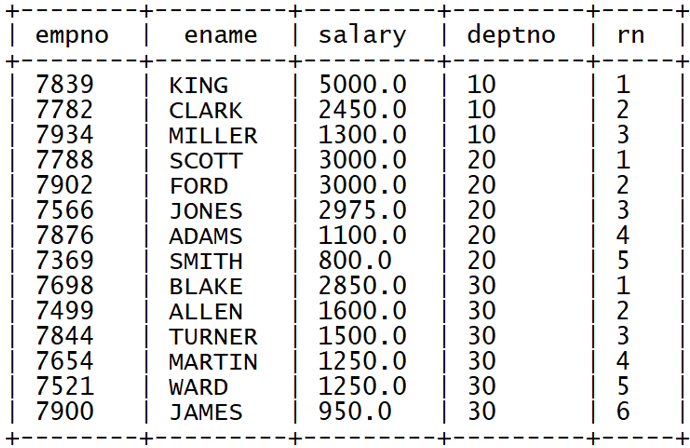 +--------+---------+---------+---------+-----+
| empno  |  ename  | salary  | deptno  | rn  |
+--------+---------+---------+---------+-----+
| 7839   | KING    | 5000.0  | 10      | 1   |
| 7782   | CLARK   | 2450.0  | 10      | 2   |
| 7934   | MILLER  | 1300.0  | 10      | 3   |
| 7788   | SCOTT   | 3000.0  | 20      | 1   |
| 7902   | FORD    | 3000.0  | 20      | 2   |
| 7566   | JONES   | 2975.0  | 20      | 3   |
| 7876   | ADAMS   | 1100.0  | 20      | 4   |
| 7369   | SMITH   | 800.0   | 20      | 5   |
| 7698   | BLAKE   | 2850.0  | 30      | 1   |
| 7499   | ALLEN   | 1600.0  | 30      | 2   |
| 7844   | TURNER  | 1500.0  | 30      | 3   |
| 7654   | MARTIN  | 1250.0  | 30      | 4   |
| 7521   | WARD    | 1250.0  | 30      | 5   |
| 7900   | JAMES   | 950.0   | 30      | 6   |
+--------+---------+---------+---------+-----+